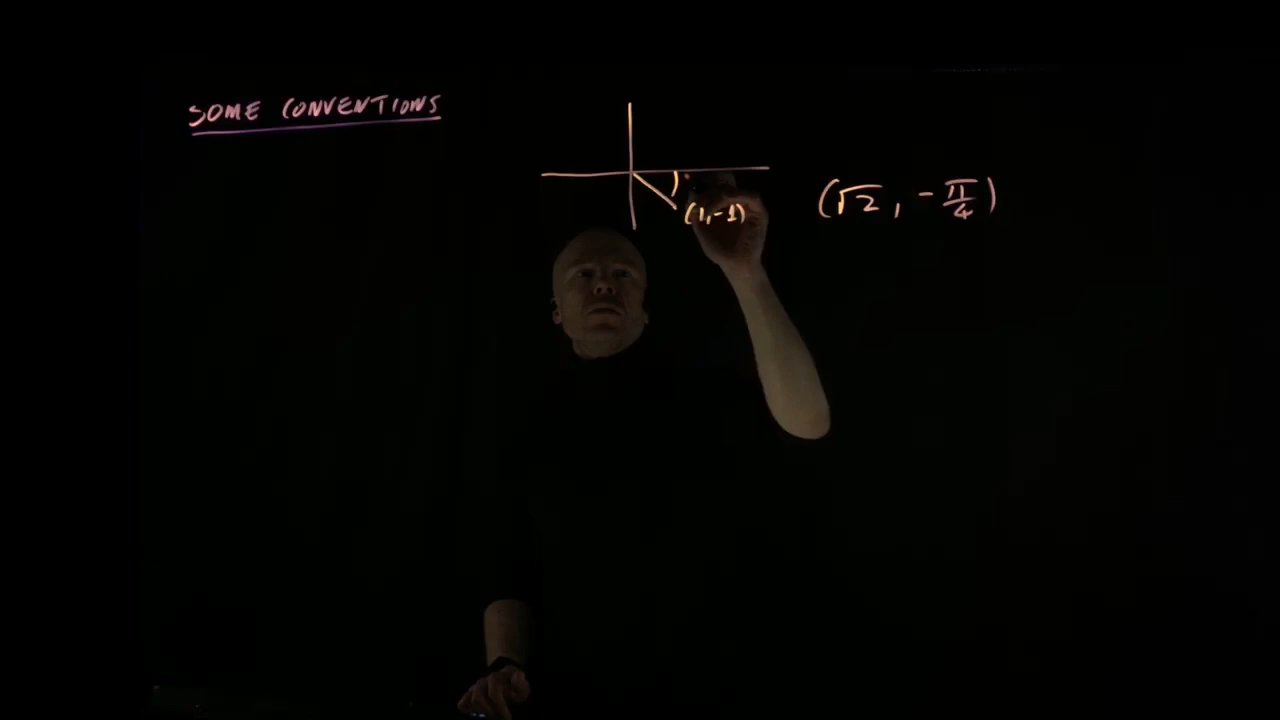 SOME CONVENTIONS
(1,-1)
(√2, -π/4)